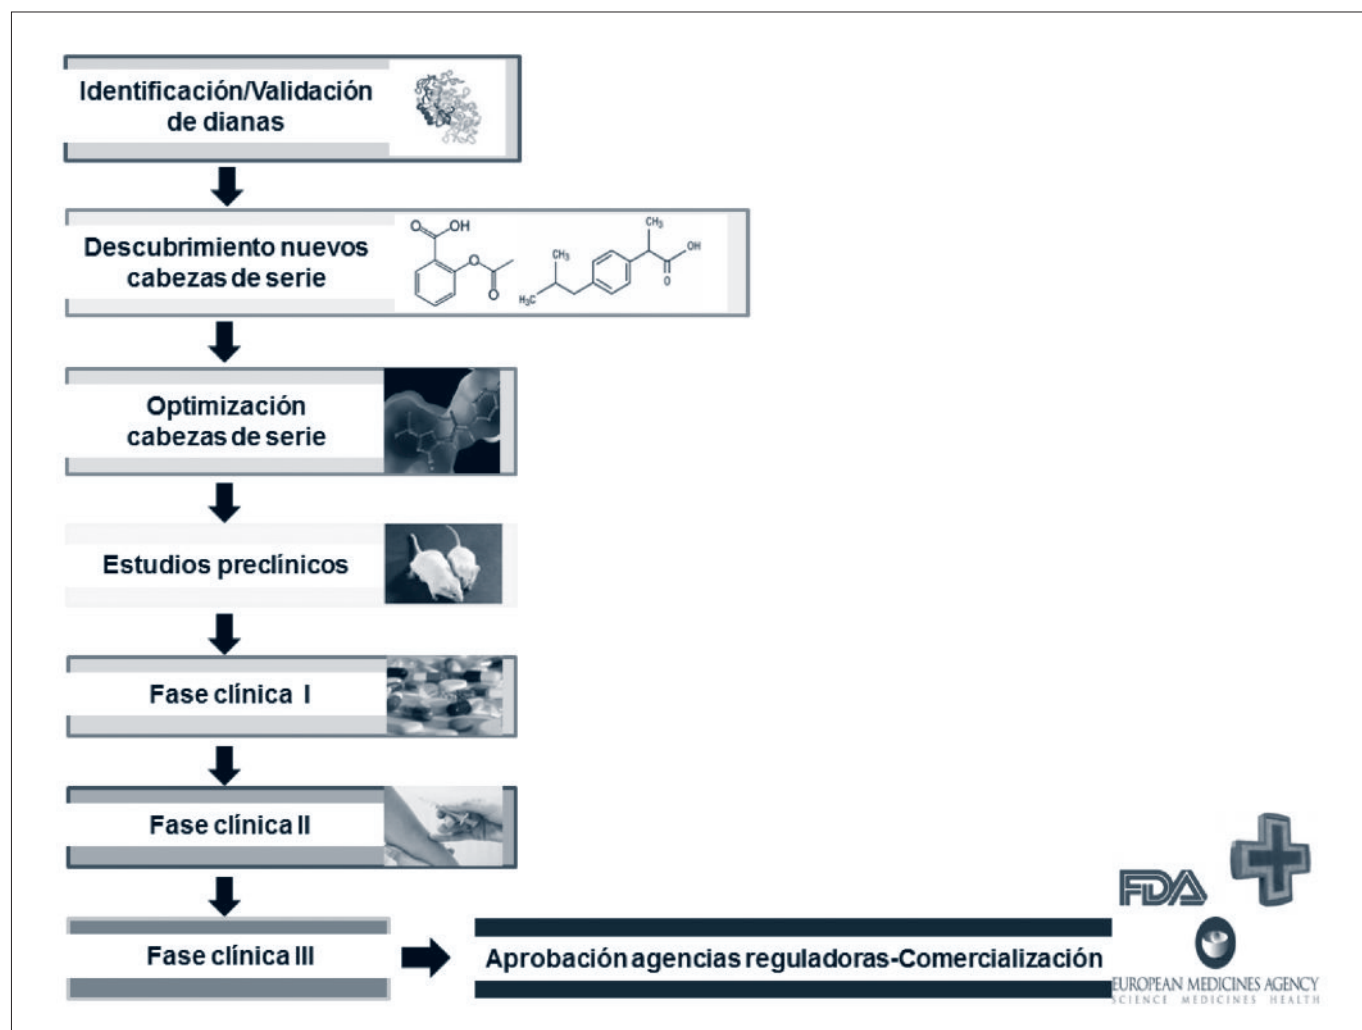 Identificación/Validación
de dianas
Descubrimiento nuevos
cabezas de serie
O
OH
O
O
CH₃
H₃C
CH₃
OH
O
Optimización
cabezas de serie
Estudios preclínicos
Fase clínica I
Fase clínica II
Fase clínica III
Aprobación agencias reguladoras-Comercialización
FDA
EUROPEAN MEDICINES AGENCY
SCIENCE MEDICINES HEALTH